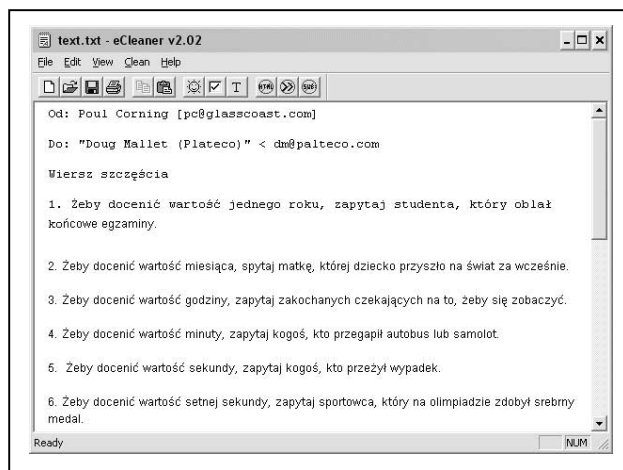 text.txt - eCleaner v2.02
File Edit View Clean Help
T HTML SUB
Od: Poul Corning [pc@glasscoast.com]
Do: "Doug Mallet (Plateco)" < dm@palteco.com
Wiersz szczęścia
1. Żeby docenić wartość jednego roku, zapytaj studenta, który oblał
końcowe egzaminy.
2. Żeby docenić wartość miesiąca, spytaj matkę, której dziecko przyszło na świat za wcześnie.
3. Żeby docenić wartość godziny, zapytaj zakochanych czekających na to, żeby się zobaczyć.
4. Żeby docenić wartość minuty, zapytaj kogoś, kto przegapił autobus lub samolot.
5. Żeby docenić wartość sekundy, zapytaj kogoś, kto przeżył wypadek.
6. Żeby docenić wartość setnej sekundy, zapytaj sportowca, który na olimpiadzie zdobył srebrny
medal.
Ready NUM